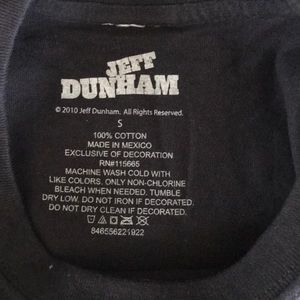 JEFF
DUNHAM
© 2010 Jeff Dunham. All Rights Reserved.
S
100% COTTON
MADE IN MEXICO
EXCLUSIVE OF DECORATION
RN#115665
MACHINE WASH COLD WITH
LIKE COLORS. ONLY NON-CHLORINE
BLEACH WHEN NEEDED. TUMBLE
DRY LOW. DO NOT IRON IF DECORATED.
DO NOT DRY CLEAN IF DECORATED.
846556221922